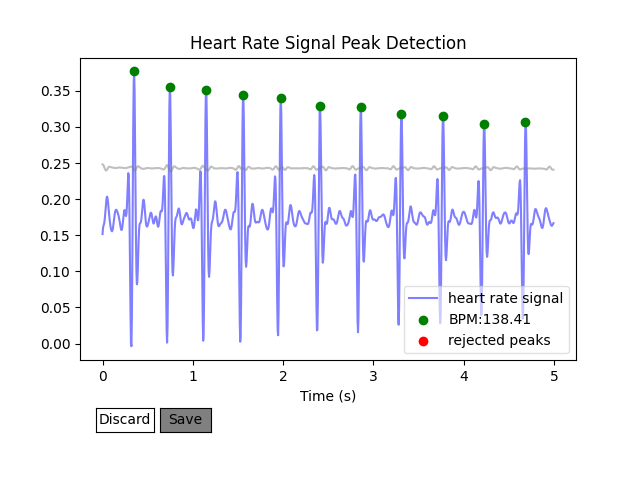 Heart Rate Signal Peak Detection
0.35
0.30
0.25
0.20
0.15
0.10
0.05
0.00
heart rate signal
BPM:138.41
rejected peaks
0 1 2 3 4 5
Time (s)
Discard Save